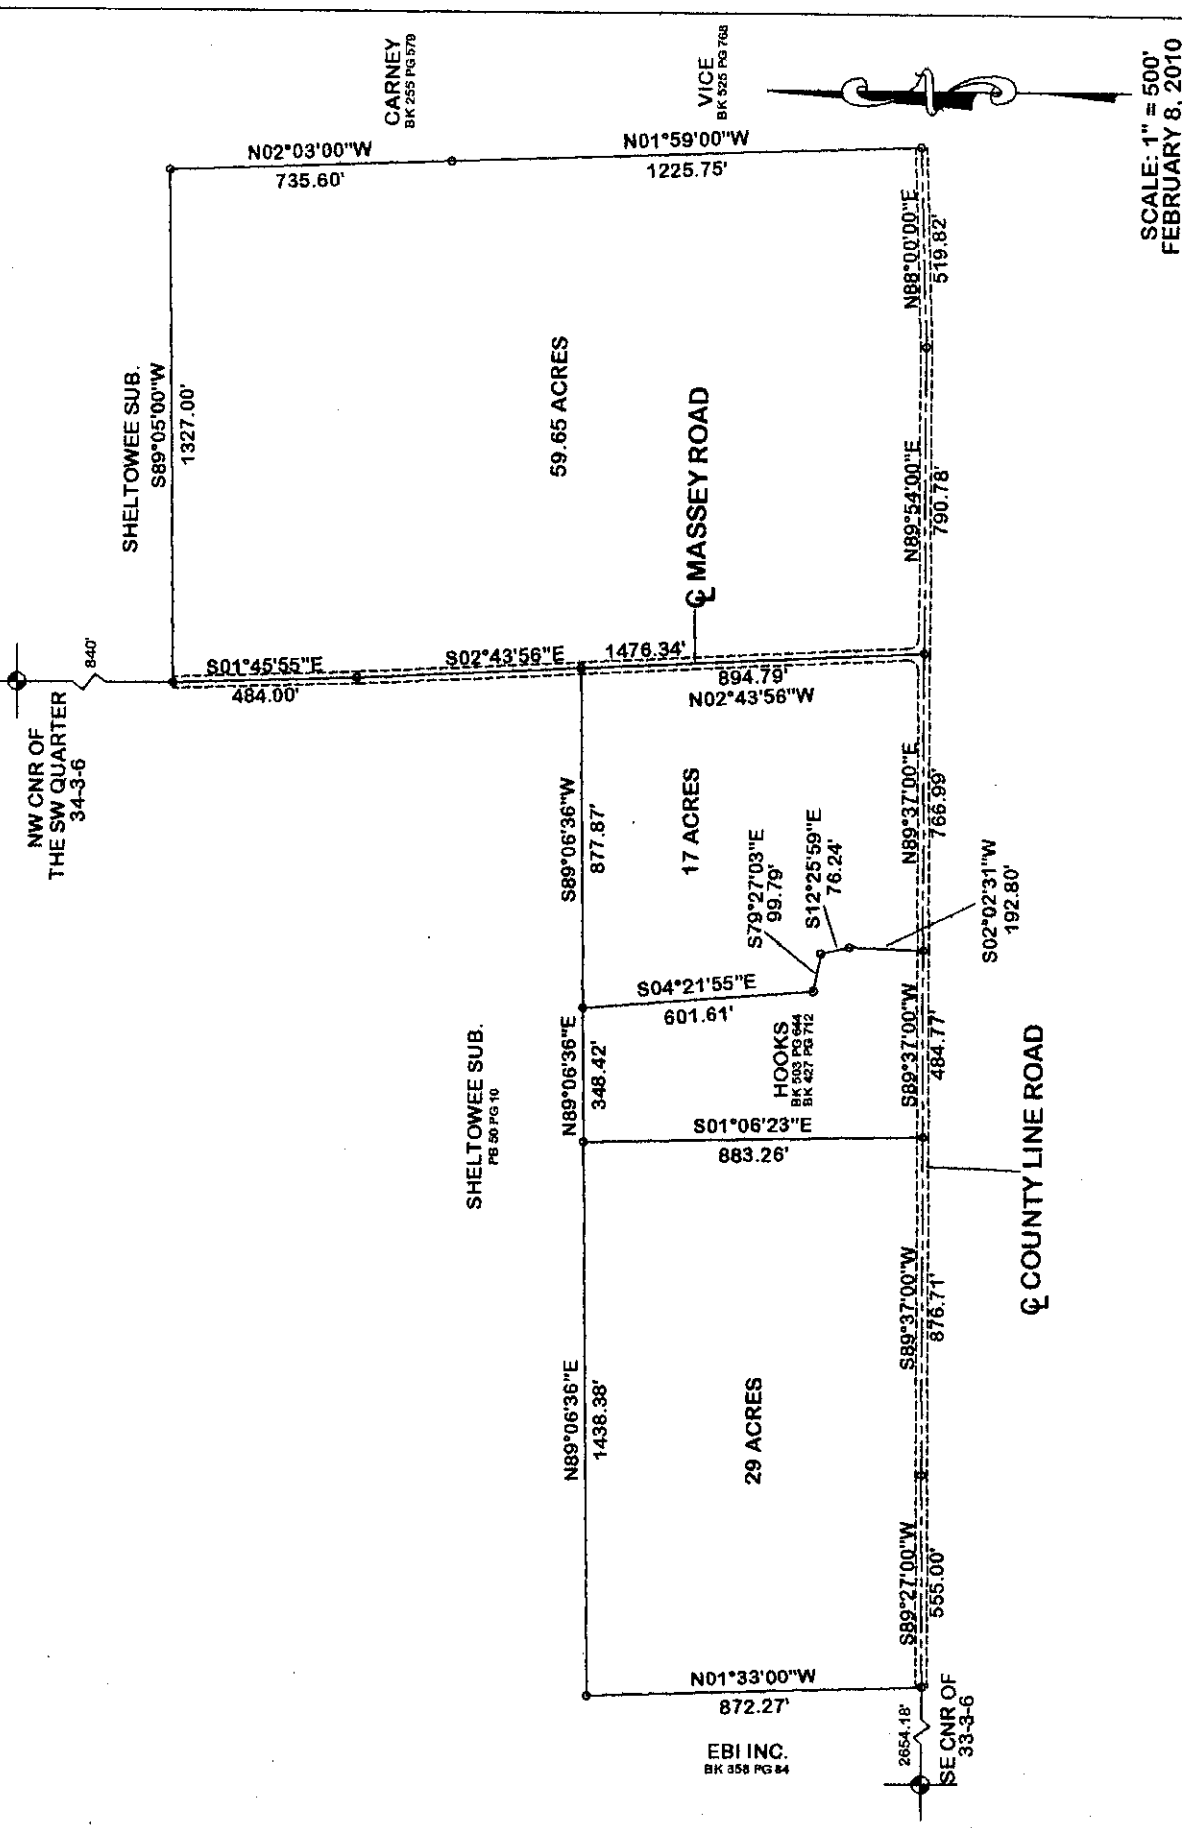 NW CNR OF
THE SW QUARTER
34-3-6
840'
SHELTOWEE SUB.
S89°05'00"W
1327.00'
CARNEY
BK 255 PG 579
N02°03'00"W
735.60'
VICE
BK 525 PG 768
N01°59'00"W
1225.75'
S01°45'55"E
484.00'
S02°43'56"E
1476.34'
59.65 ACRES
℄ MASSEY ROAD
894.79'
N02°43'56"W
N88°00'00"E
519.82'
N89°54'00"E
790.78'
SHELTOWEE SUB.
PB 50 PG 10
S89°06'36"W
877.87'
17 ACRES
N89°37'00"E
766.99'
S79°27'03"E
99.79'
S12°25'59"E
76.24'
S02°02'31"W
192.80'
N89°06'36"E
348.42'
S04°21'55"E
601.61'
HOOKS
BK 503 PG 644
BK 427 PG 712
S89°37'00"W
484.77'
S01°06'23"E
883.26'
℄ COUNTY LINE ROAD
N89°06'36"E
1438.38'
29 ACRES
S89°37'00"W
876.71'
S89°27'00"W
555.00'
N01°33'00"W
872.27'
EBI INC.
BK 358 PG 84
2654.18'
SE CNR OF
33-3-6
SCALE: 1" = 500'
FEBRUARY 8, 2010